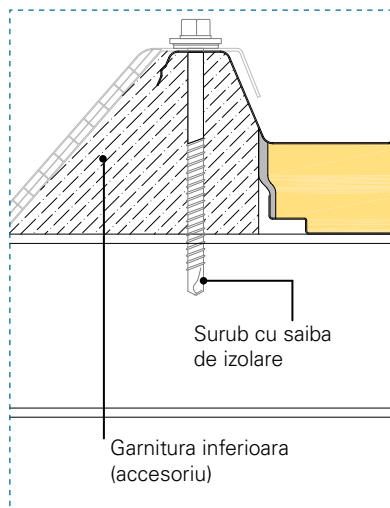 Surub cu saiba
de izolare
Garnitura inferioara
(accesoriu)